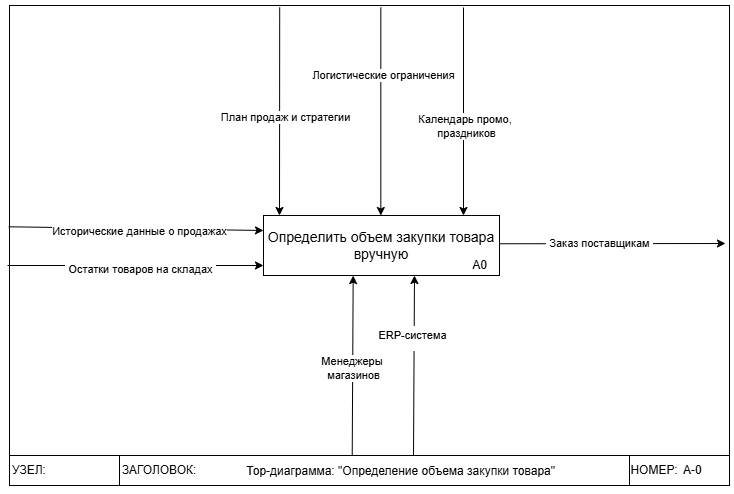 Логистические ограничения
План продаж и стратегии
Календарь промо,
праздников
Исторические данные о продажах
Остатки товаров на складах
Определить объем закупки товара
вручную
A0
Заказ поставщикам
ERP-система
Менеджеры
магазинов
УЗЕЛ:
ЗАГОЛОВОК:
Top-диаграмма: "Определение объема закупки товара"
НОМЕР: A-0